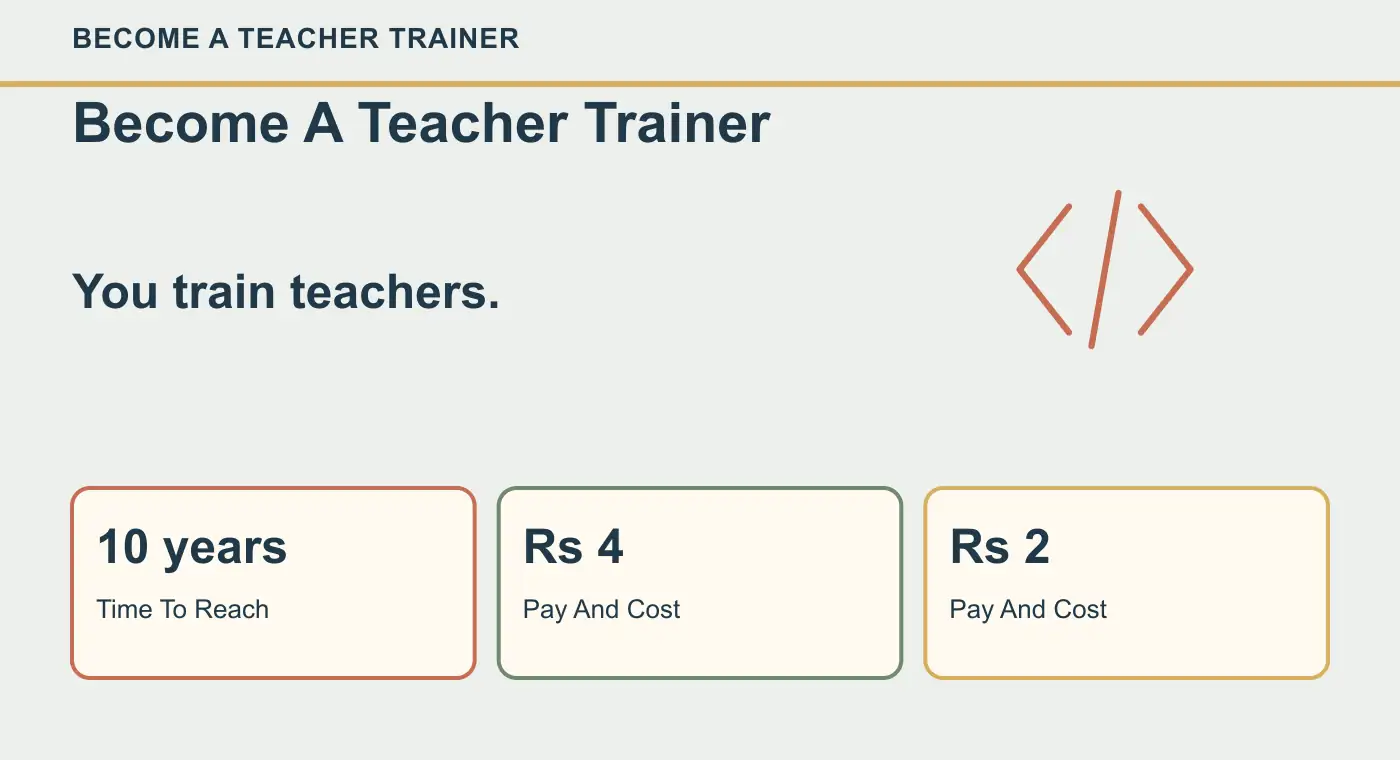 BECOME A TEACHER TRAINER
Become A Teacher Trainer
You train teachers.
10 years
Time To Reach
Rs 4
Pay And Cost
Rs 2
Pay And Cost